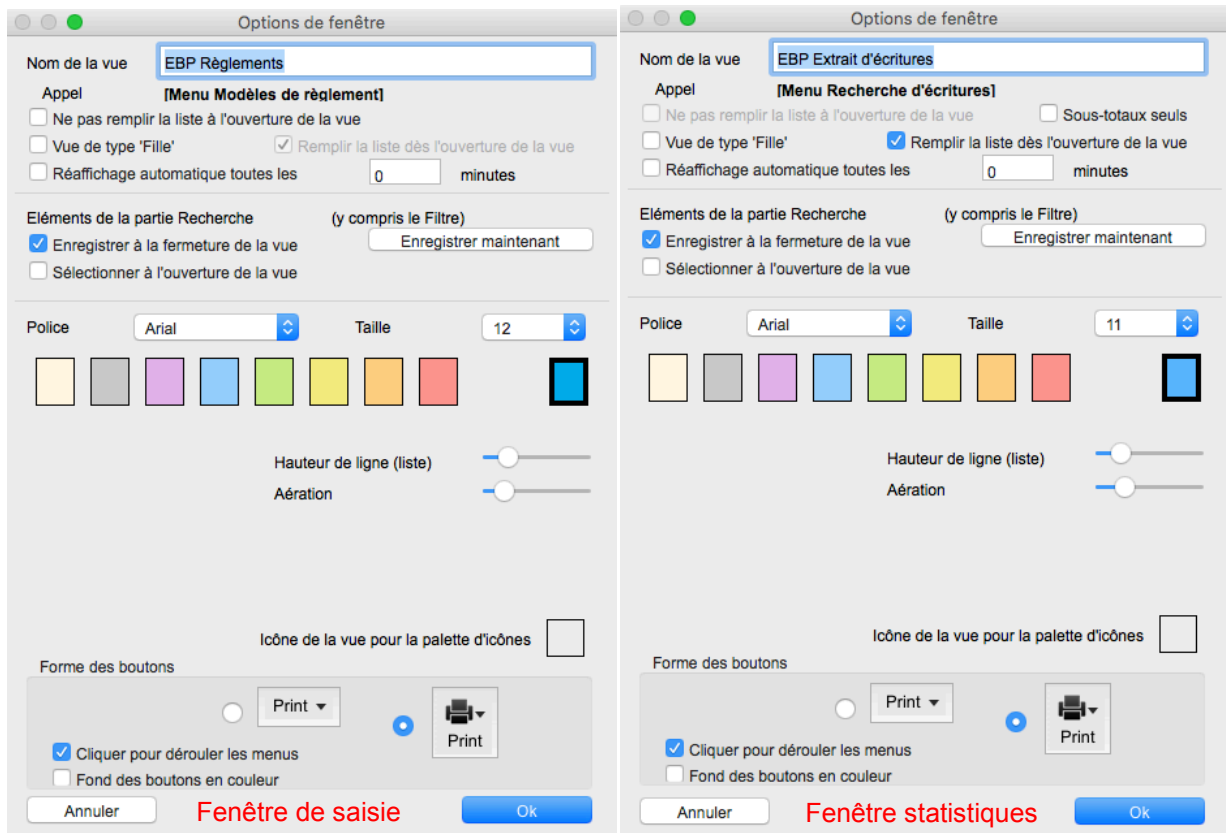 Options de fenêtre
Nom de la vue EBP Règlements
Appel [Menu Modèles de règlement]
Ne pas remplir la liste à l'ouverture de la vue
Vue de type 'Fille' Remplir la liste dès l'ouverture de la vue
Réaffichage automatique toutes les 0 minutes
Eléments de la partie Recherche (y compris le Filtre)
Enregistrer à la fermeture de la vue Enregistrer maintenant
Sélectionner à l'ouverture de la vue
Police Arial Taille 12
Hauteur de ligne (liste)
Aération
Icône de la vue pour la palette d'icônes
Forme des boutons
Print
Print
Cliquer pour dérouler les menus
Fond des boutons en couleur
Annuler Fenêtre de saisie Ok
Options de fenêtre
Nom de la vue EBP Extrait d'écritures
Appel [Menu Recherche d'écritures]
Ne pas remplir la liste à l'ouverture de la vue Sous-totaux seuls
Vue de type 'Fille' Remplir la liste dès l'ouverture de la vue
Réaffichage automatique toutes les 0 minutes
Eléments de la partie Recherche (y compris le Filtre)
Enregistrer à la fermeture de la vue Enregistrer maintenant
Sélectionner à l'ouverture de la vue
Police Arial Taille 11
Hauteur de ligne (liste)
Aération
Icône de la vue pour la palette d'icônes
Forme des boutons
Print
Print
Cliquer pour dérouler les menus
Fond des boutons en couleur
Annuler Fenêtre statistiques Ok